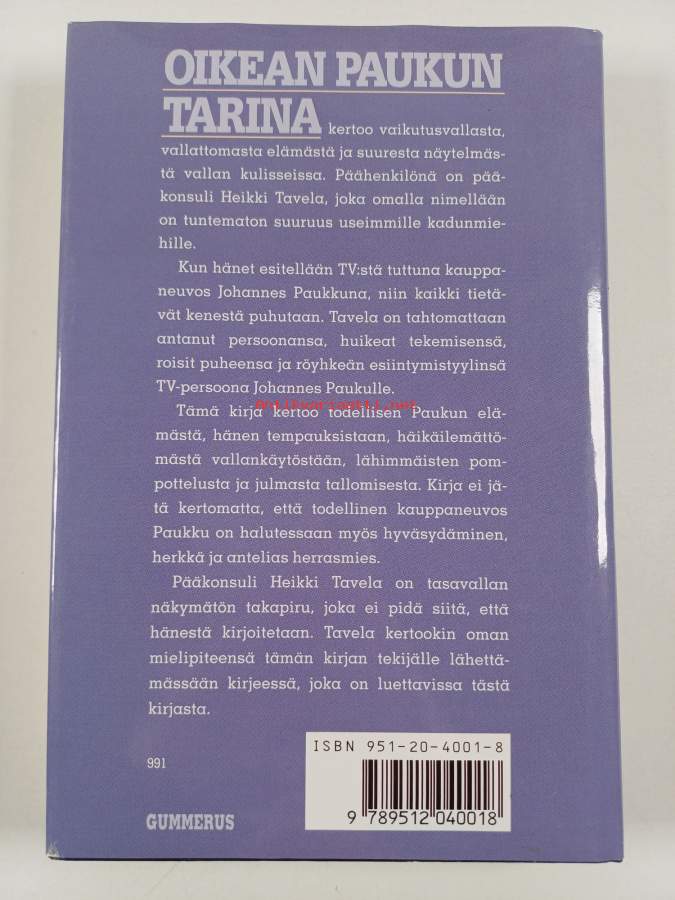 OIKEAN PAUKUN
TARINA kertoo vaikutusvallasta,
vallattomasta elämästä ja suuresta näytelmäs-
tä vallan kulisseissa. Päähenkilönä on pää-
konsuli Heikki Tavela, joka omalla nimellään
on tuntematon suuruus useimmille kadunmie-
hille.
Kun hänet esitellään TV:stä tuttuna kauppa-
neuvos Johannes Paukkuna, niin kaikki tietä-
vät kenestä puhutaan. Tavela on tahtomattaan
antanut persoonansa, huikeat tekemisensä,
roisit puheensa ja röyhkeän esiintymistyylinsä
TV-persoona Johannes Paukulle.
Antikvariaatti.net
Tämä kirja kertoo todellisen Paukun elä-
mästä, hänen tempauksistaan, häikäilemättö-
mästä vallankäytöstään, lähimmäisten pom-
pottelusta ja julmasta tallomisesta. Kirja ei jä-
tä kertomatta, että todellinen kauppaneuvos
Paukku on halutessaan myös hyväsydäminen,
herkkä ja antelias herrasmies.
Pääkonsuli Heikki Tavela on tasavallan
näkymätön takapiru, joka ei pidä siitä, että
hänestä kirjoitetaan. Tavela kertookin oman
mielipiteensä tämän kirjan tekijälle lähettä-
mässään kirjeessä, joka on luettavissa tästä
kirjasta.
ISBN 951-20-4001-8
991
9 789512 040018
GUMMERUS